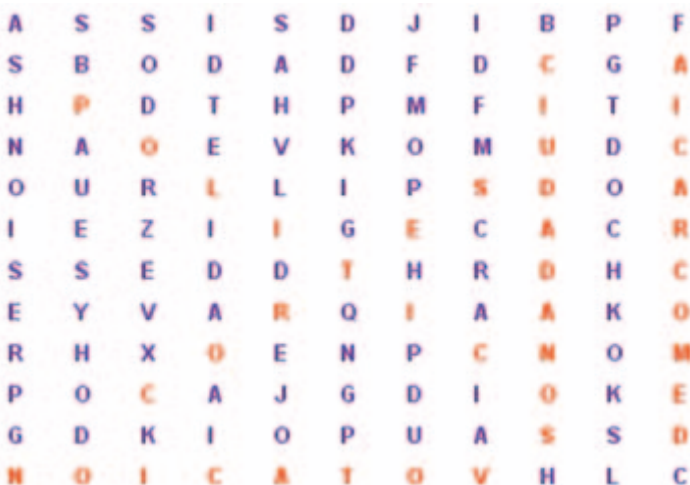 A S S I S D J I B P F
S B O D A D F D C G A
H P D T H P M F I T I
N A O E V K O M U D C
O U R L L I P S D O A
I E Z I I G E C A C R
S S E D D T H R D H C
E Y V A R Q I A A K O
R H X O E N P C N O M
P O C A J G D I O K E
G D K I O P U A S S D
N O I C A T O V H L C